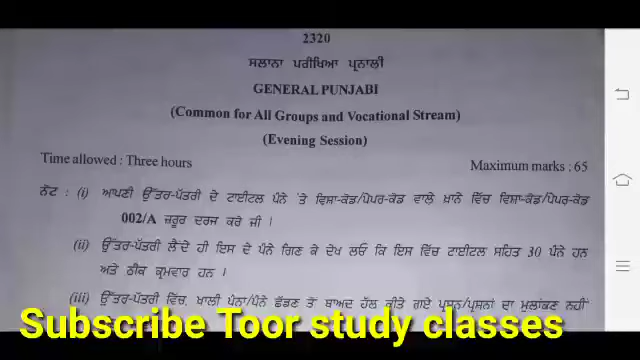 2320
ਸਲਾਨਾ ਪਰੀਖਿਆ ਪ੍ਰਨਾਲੀ
GENERAL PUNJABI
(Common for All Groups and Vocational Stream)
(Evening Session)
Time allowed : Three hours Maximum marks : 65
ਨੋਟ : (i) ਆਪਣੀ ਉੱਤਰ-ਪੱਤਰੀ ਦੇ ਟਾਈਟਲ ਪੰਨੇ 'ਤੇ ਵਿਸ਼ਾ-ਕੋਡ/ਪੇਪਰ-ਕੋਡ ਵਾਲੇ ਖ਼ਾਨੇ ਵਿੱਚ ਵਿਸ਼ਾ-ਕੋਡ/ਪੇਪਰ-ਕੋਡ
002/A ਜ਼ਰੂਰ ਦਰਜ ਕਰੋ ਜੀ ।
(ii) ਉੱਤਰ-ਪੱਤਰੀ ਲੈਂਦੇ ਹੀ ਇਸ ਦੇ ਪੰਨੇ ਗਿਣ ਕੇ ਦੇਖ ਲਓ ਕਿ ਇਸ ਵਿੱਚ ਟਾਈਟਲ ਸਹਿਤ 30 ਪੰਨੇ ਹਨ
ਅਤੇ ਠੀਕ ਕ੍ਰਮਵਾਰ ਹਨ ।
(iii) ਉੱਤਰ-ਪੱਤਰੀ ਵਿੱਚ, ਖਾਲੀ ਪੰਨਾ/ਪੰਨੇ ਛੱਡਣ ਤੋਂ ਬਾਅਦ ਹੱਲ ਕੀਤੇ ਗਏ ਪ੍ਰਸ਼ਨ/ਪ੍ਰਸ਼ਨਾਂ ਦਾ ਮੁਲਾਂਕਣ ਨਹੀਂ
Subscribe Toor study classes